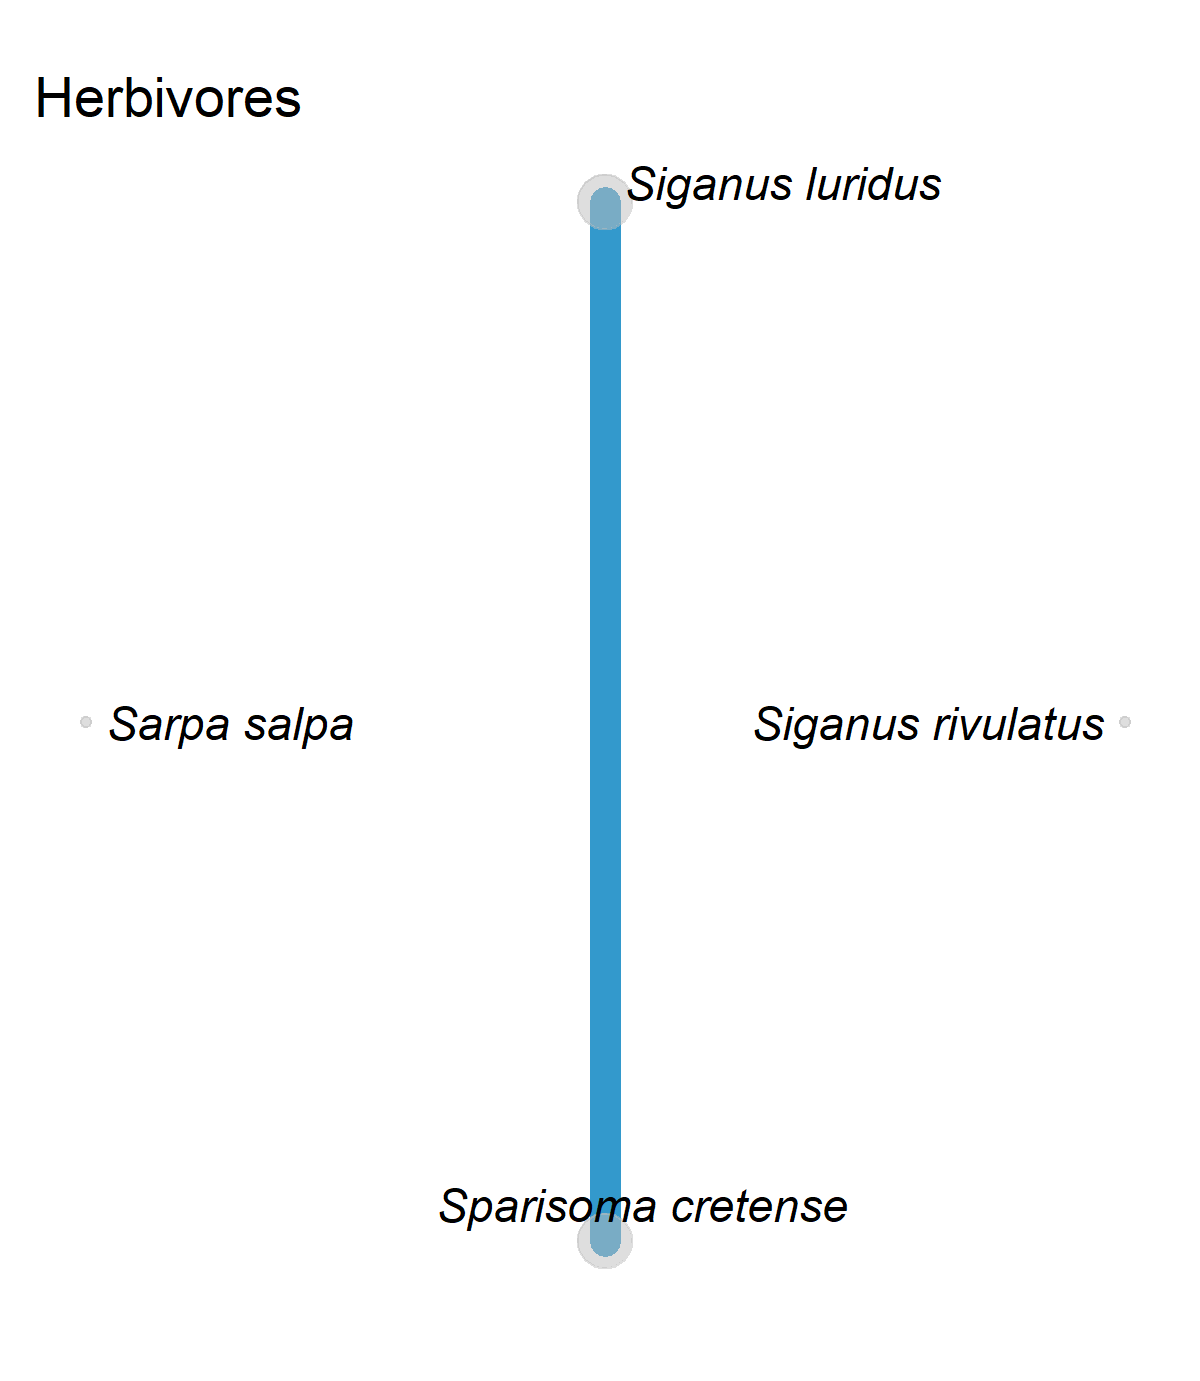 Herbivores
Siganus luridus
Sarpa salpa
Siganus rivulatus
Sparisoma cretense